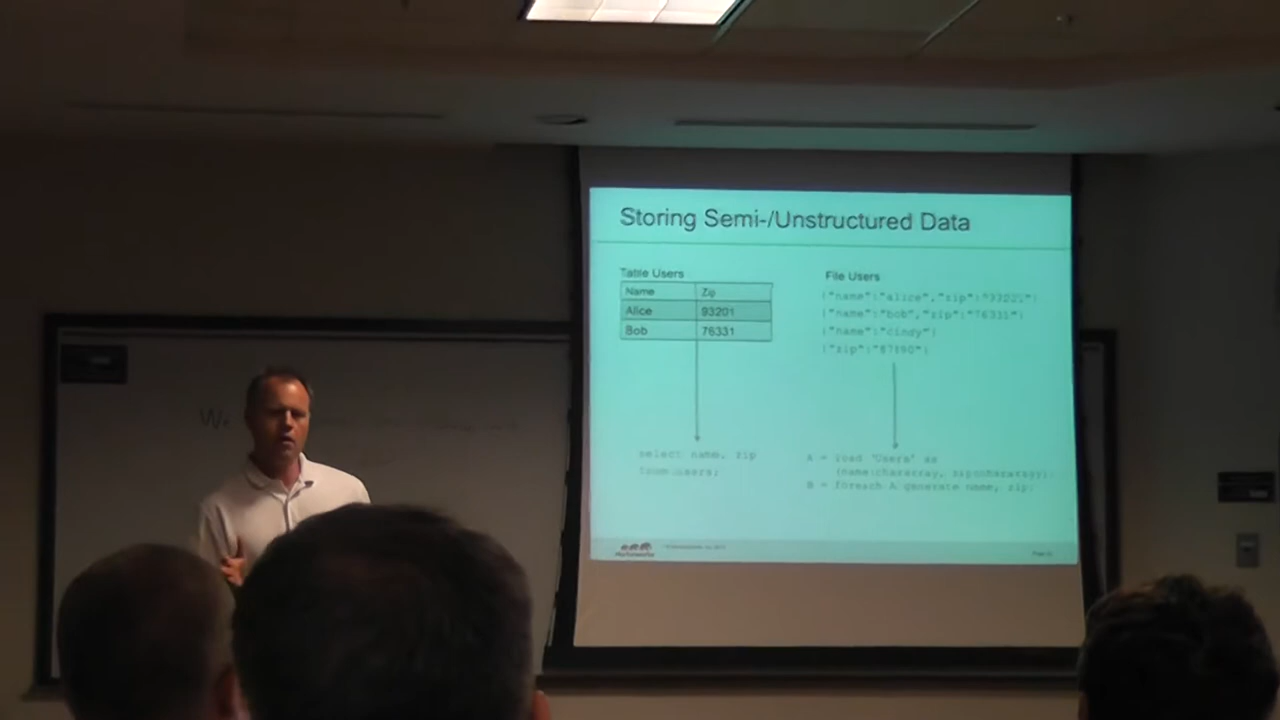 Storing Semi-/Unstructured Data
Table Users
Name Zip
Alice 93201
Bob 76331
select name, zip
from users;
File Users
{"name":"alice","zip":"93201"}
{"name":"bob","zip":"76331"}
{"name":"cindy"}
{"zip":"87890"}
A = load 'Users' as
(name:chararray, zip:chararray);
B = foreach A generate name, zip;
Hortonworks
We